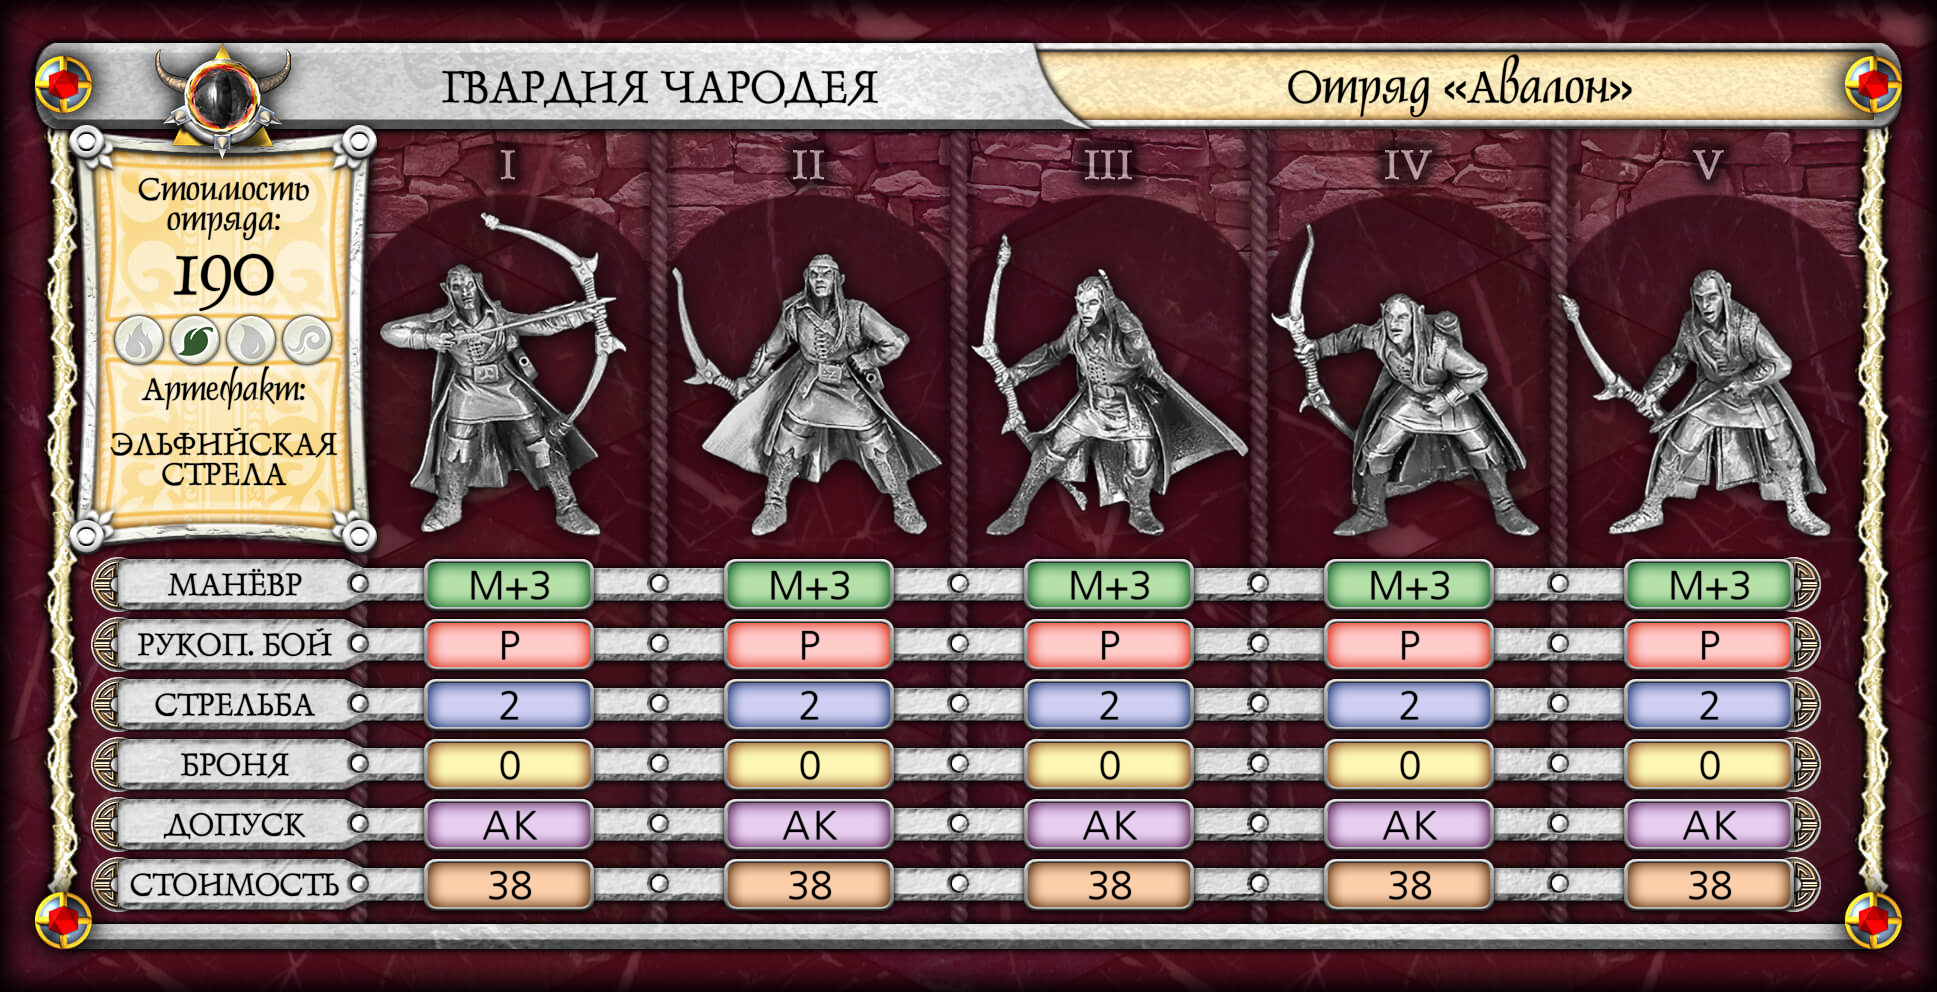 ГВАРДИЯ ЧАРОДЕЯ
Отряд «Авалон»
Стоимость
отряда:
190
Артефакт:
ЭЛЬФИЙСКАЯ
СТРЕЛА
I II III IV V
МАНЁВР М+3 М+3 М+3 М+3 М+3
РУКОП. БОЙ Р Р Р Р Р
СТРЕЛЬБА 2 2 2 2 2
БРОНЯ 0 0 0 0 0
ДОПУСК АК АК АК АК АК
СТОИМОСТЬ 38 38 38 38 38